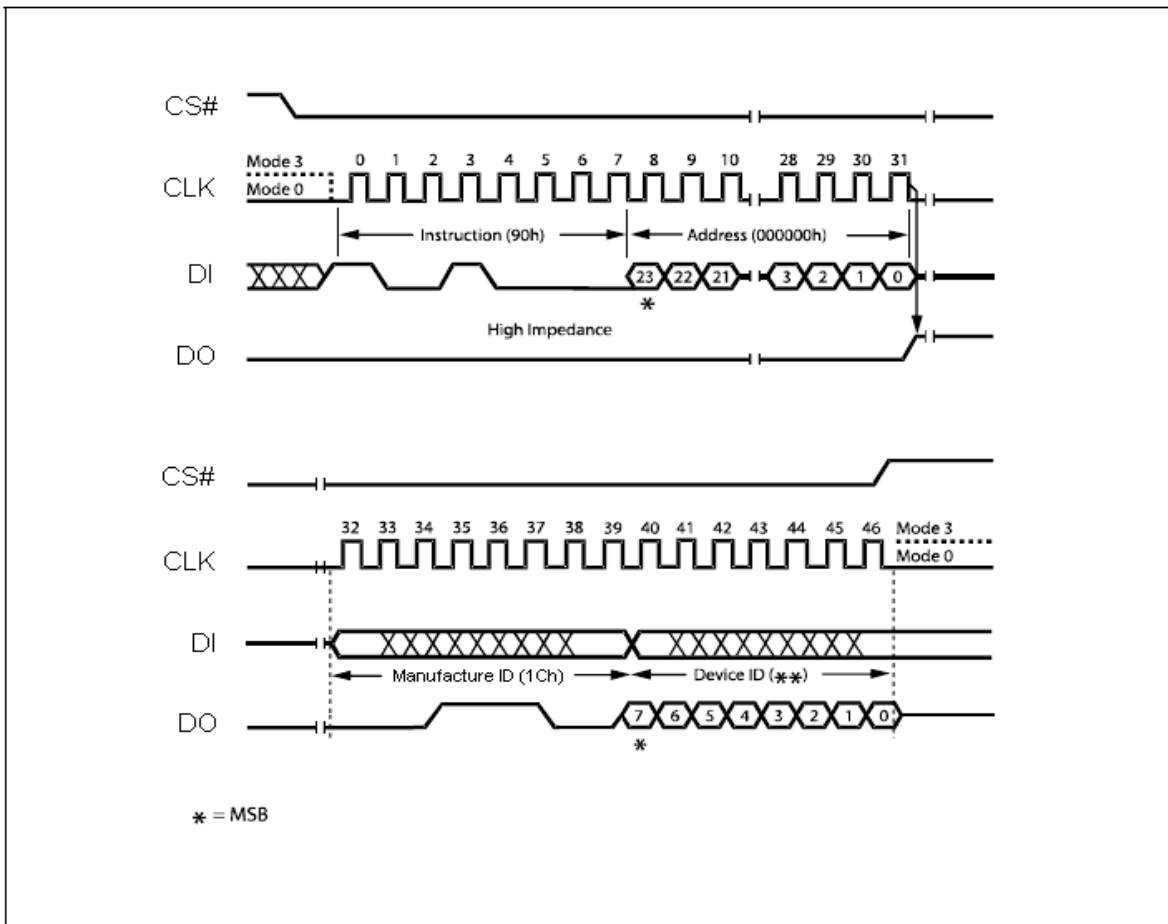 CS#
Mode 3
0 1 2 3 4 5 6 7 8 9 10 28 29 30 31
CLK
Mode 0
Instruction (90h)
Address (000000h)
DI
23 22 21 3 2 1 0
*
High Impedance
DO
CS#
32 33 34 35 36 37 38 39 40 41 42 43 44 45 46
Mode 3
CLK
Mode 0
DI
Manufacture ID (1Ch)
Device ID (**)
DO
7 6 5 4 3 2 1 0
*
* = MSB